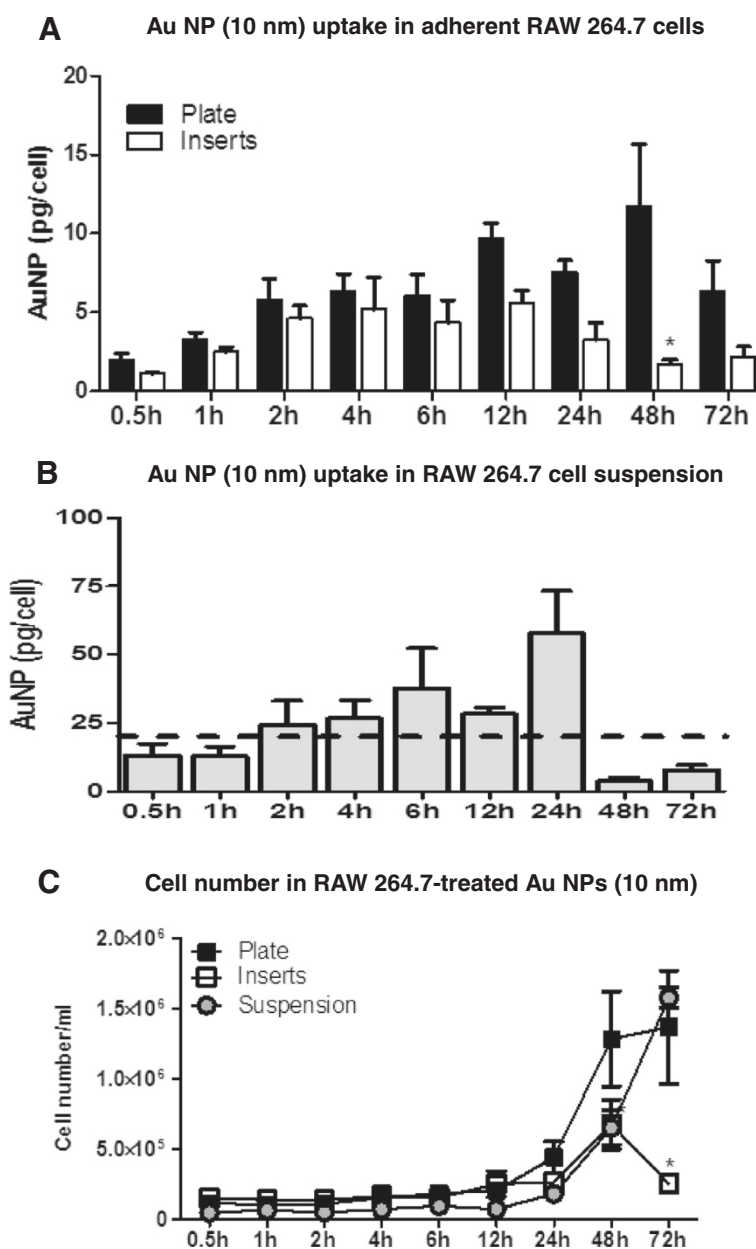 A Au NP (10 nm) uptake in adherent RAW 264.7 cells
20
15
10
5
0
AuNP (pg/cell)
Plate
Inserts
*
0.5h 1h 2h 4h 6h 12h 24h 48h 72h
B Au NP (10 nm) uptake in RAW 264.7 cell suspension
100
75
50
25
0
AuNP (pg/cell)
0.5h 1h 2h 4h 6h 12h 24h 48h 72h
C Cell number in RAW 264.7-treated Au NPs (10 nm)
2.0×10⁶
1.5×10⁶
1.0×10⁶
5.0×10⁵
0
Cell number/ml
Plate
Inserts
Suspension
*
*
0.5h 1h 2h 4h 6h 12h 24h 48h 72h